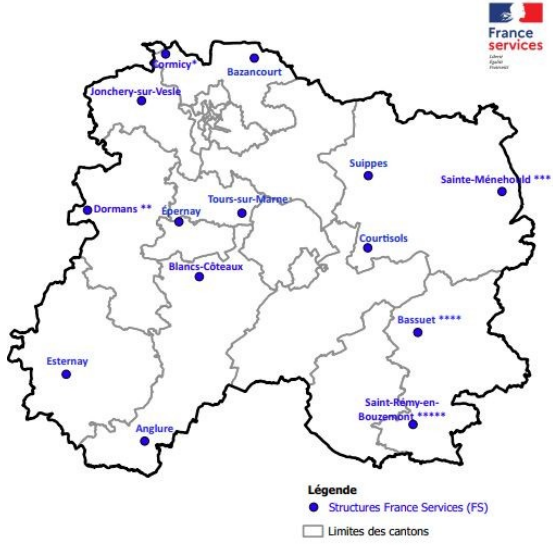 France
services
Liberté
Égalité
Fraternité
Cormicy*
Bazancourt
Jonchery-sur-Vesle
Suippes
Sainte-Ménehould ***
Dormans **
Épernay
Tours-sur-Marne
Courtisols
Blancs-Côteaux
Bassuet ****
Esternay
Saint-Rémy-en-
Bouzemont *****
Anglure
Légende
Structures France Services (FS)
Limites des cantons